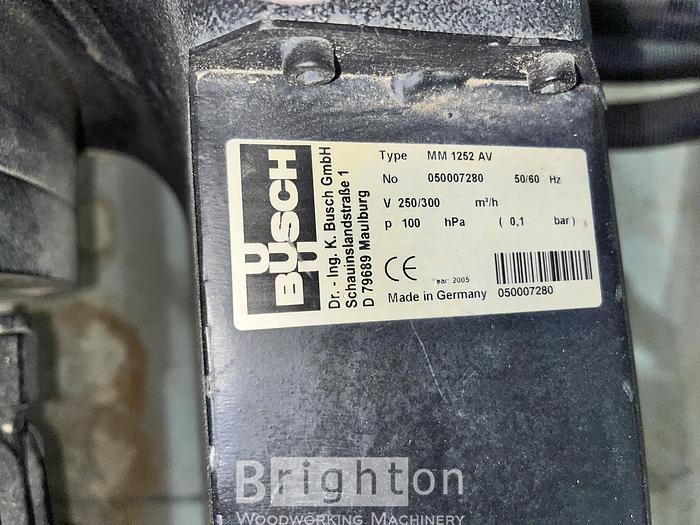 BUSCH
Dr. - Ing. K. Busch GmbH
Schauinslandstraße 1
D 79689 Maulburg
Type MM 1252 AV
No 050007280 50/60 Hz
V 250/300 m³/h
p 100 hPa ( 0,1 bar)
CE Year: 2005
Made in Germany 050007280
Brighton
WOODWORKING MACHINERY